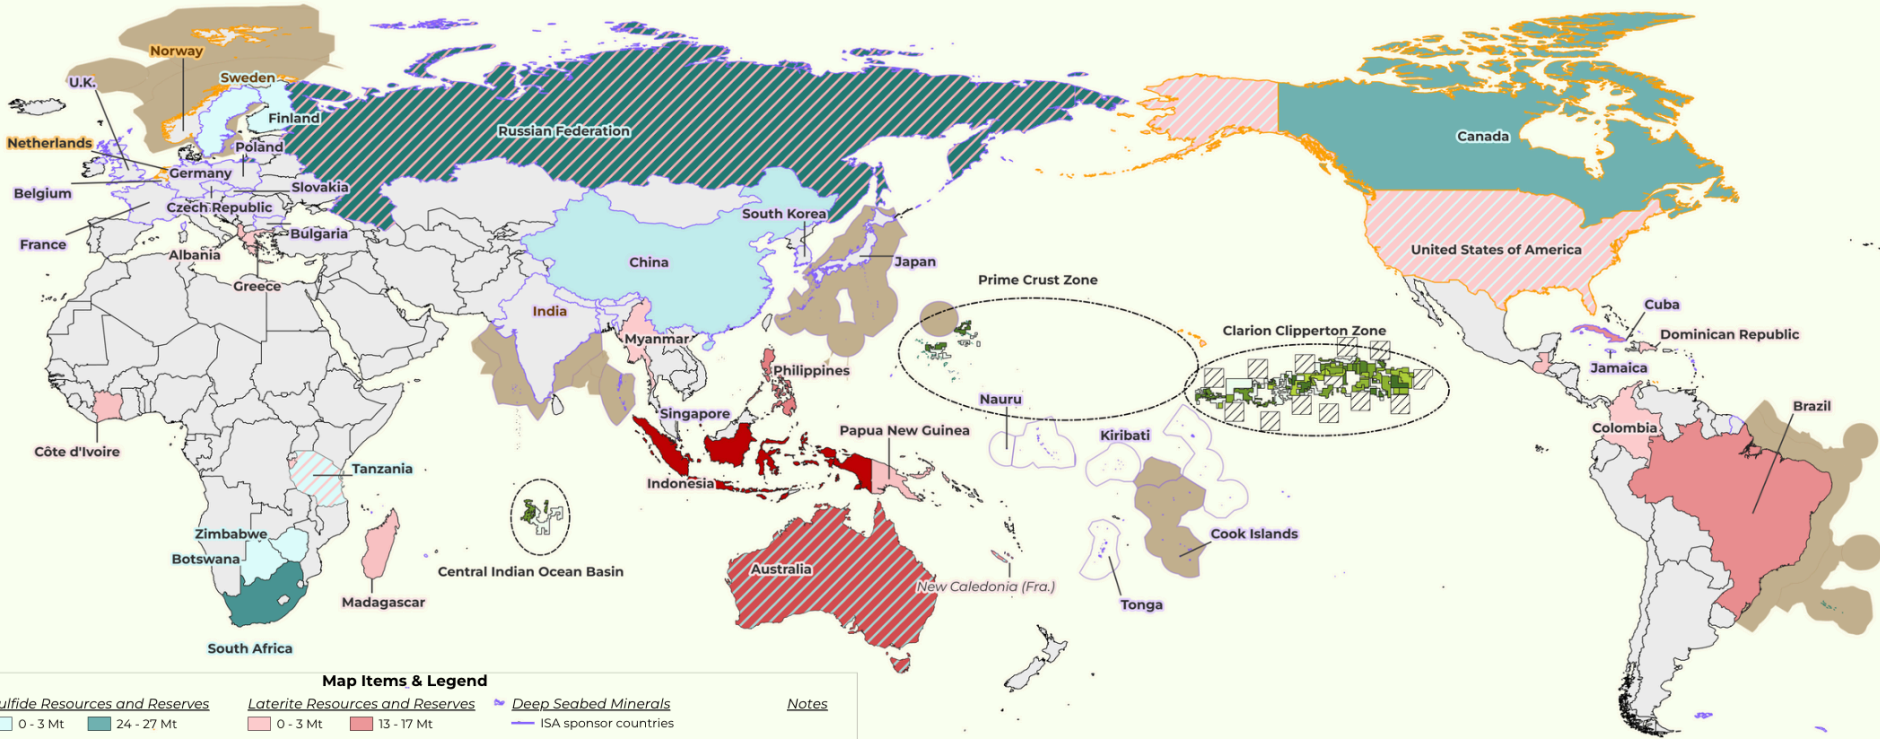 Norway
U.K.
Sweden
Finland
Russian Federation
Canada
Netherlands
Poland
Germany
Belgium
Slovakia
Czech Republic
South Korea
France
Bulgaria
Albania
China
Japan
United States of America
Greece
Prime Crust Zone
India
Cuba
Myanmar
Clarion Clipperton Zone
Dominican Republic
Philippines
Jamaica
Nauru
Singapore
Brazil
Côte d'Ivoire
Papua New Guinea
Kiribati
Colombia
Tanzania
Indonesia
Zimbabwe
Cook Islands
Botswana
Central Indian Ocean Basin
Australia
New Caledonia (Fra.)
Madagascar
Tonga
South Africa
Map Items & Legend
ulfide Resources and Reserves
Laterite Resources and Reserves
Deep Seabed Minerals
Notes
0 - 3 Mt
24 - 27 Mt
0 - 3 Mt
13 - 17 Mt
ISA sponsor countries